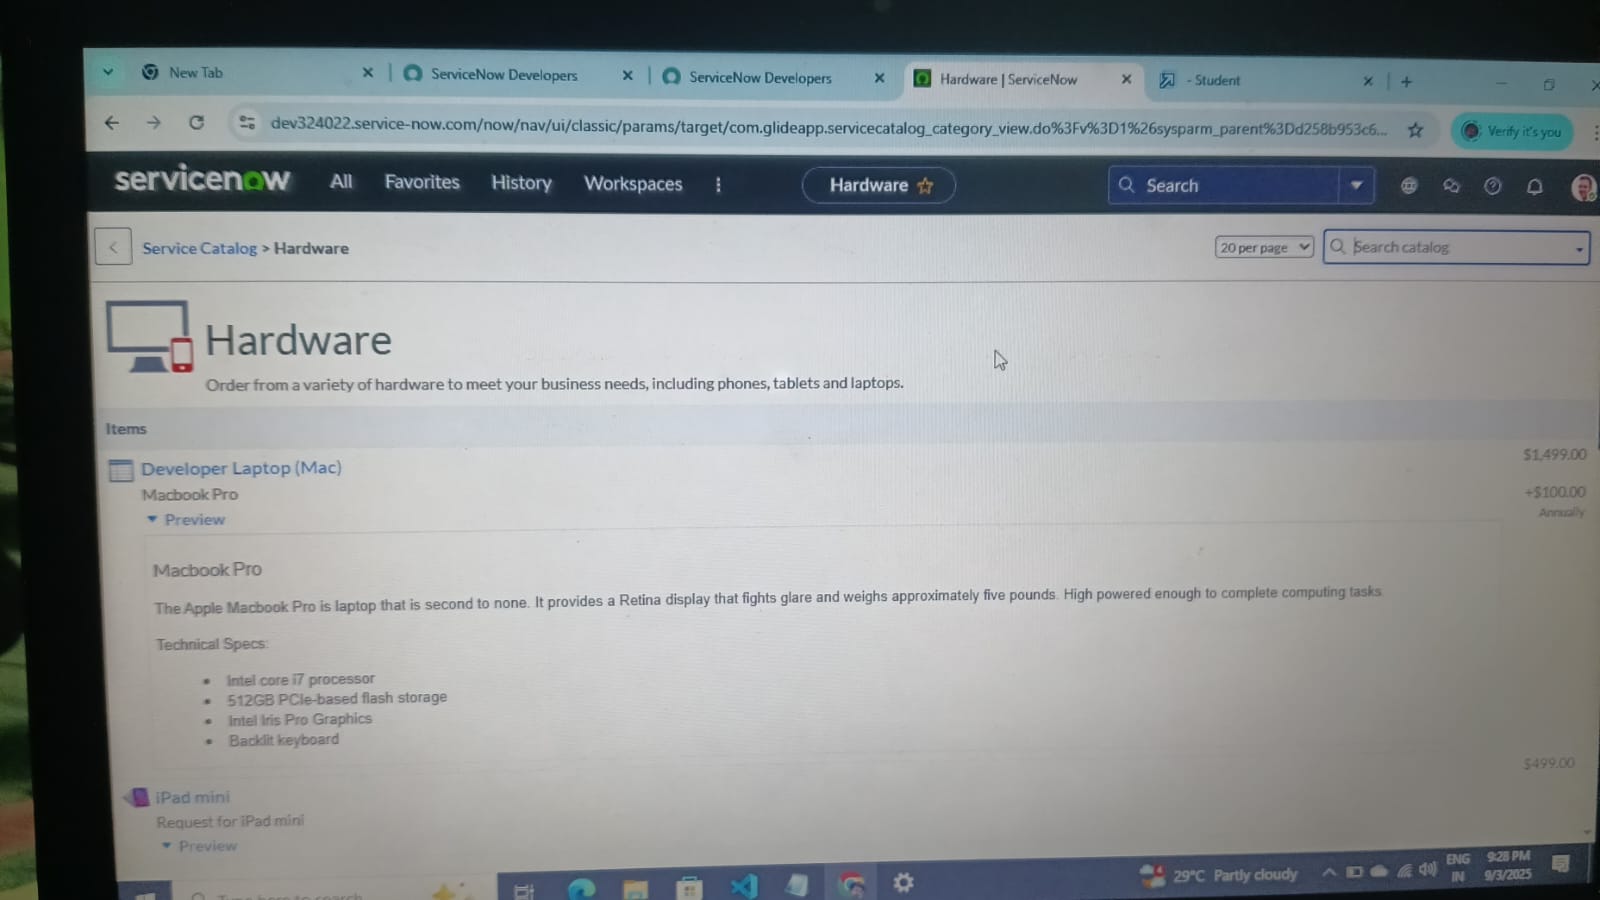 New Tab
ServiceNow Developers
ServiceNow Developers
Hardware | ServiceNow
- Student
dev324022.service-now.com/now/nav/ui/classic/params/target/com.glideapp.servicecatalog_category_view.do%3Fv%3D1%26sysparm_parent%3Dd258b953c6...
Verify it's you
servicenow
All
Favorites
History
Workspaces
Hardware
Search
Service Catalog > Hardware
20 per page
Search catalog
Hardware
Order from a variety of hardware to meet your business needs, including phones, tablets and laptops.
Items
Developer Laptop (Mac)
$1,499.00
Macbook Pro
+$100.00
Annually
Preview
Macbook Pro
The Apple Macbook Pro is laptop that is second to none. It provides a Retina display that fights glare and weighs approximately five pounds. High powered enough to complete computing tasks.
Technical Specs:
Intel core i7 processor
512GB PCIe-based flash storage
Intel Iris Pro Graphics
Backlit keyboard
$499.00
iPad mini
Request for iPad mini
Preview
29°C Partly cloudy
ENG
IN
9:28 PM
9/3/2025